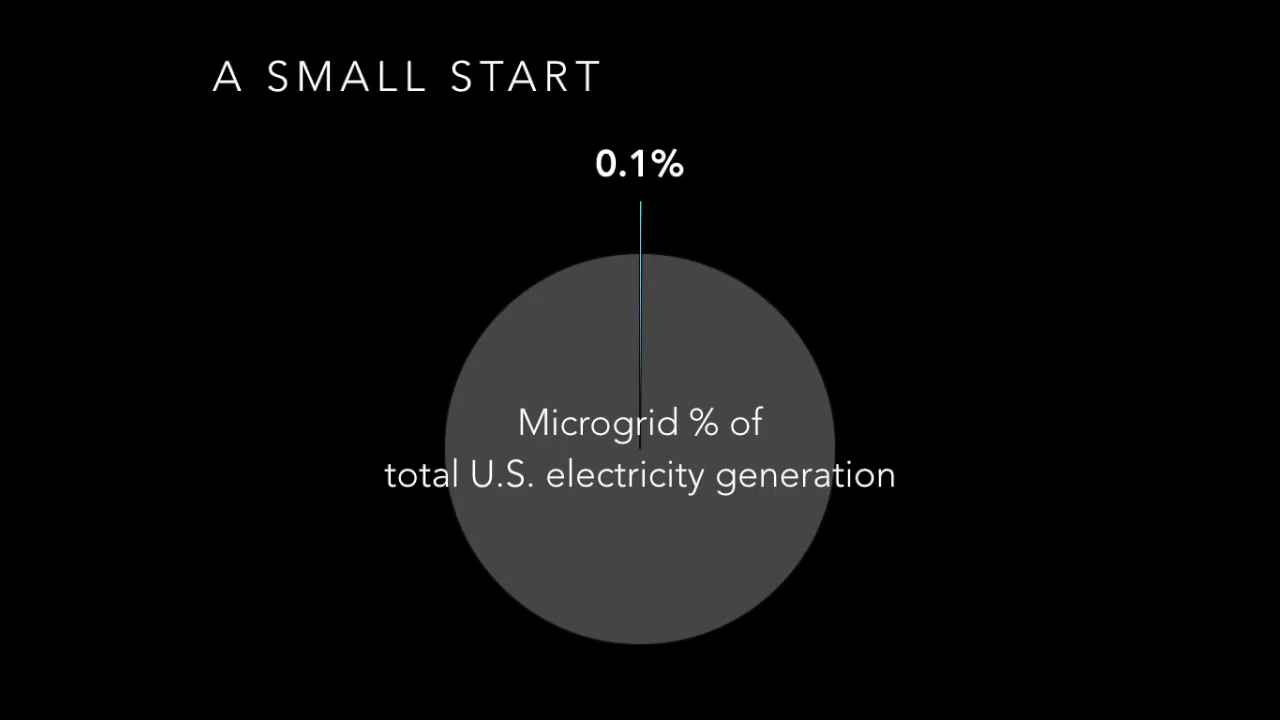 A SMALL START
0.1%
Microgrid % of
total U.S. electricity generation